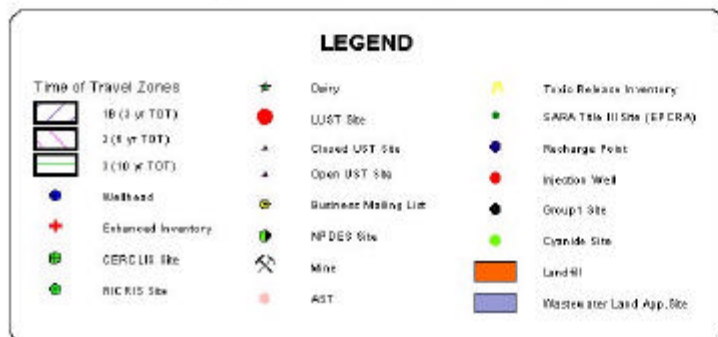 LEGEND
Time of Travel Zones
1B (3 yr TOT)
2 (6 yr TOT)
3 (10 yr TOT)
Wellhead
Enhanced Inventory
CERCLIS Site
RICRIS Site
Dairy
LUST Site
Closed UST Site
Open UST Site
Business Mailing List
NPDES Site
Mine
AST
Toxic Release Inventory
SARA Title III Site (EPCRA)
Recharge Point
Injection Well
Group1 Site
Cyanide Site
Landfill
Wastewater Land App. Site